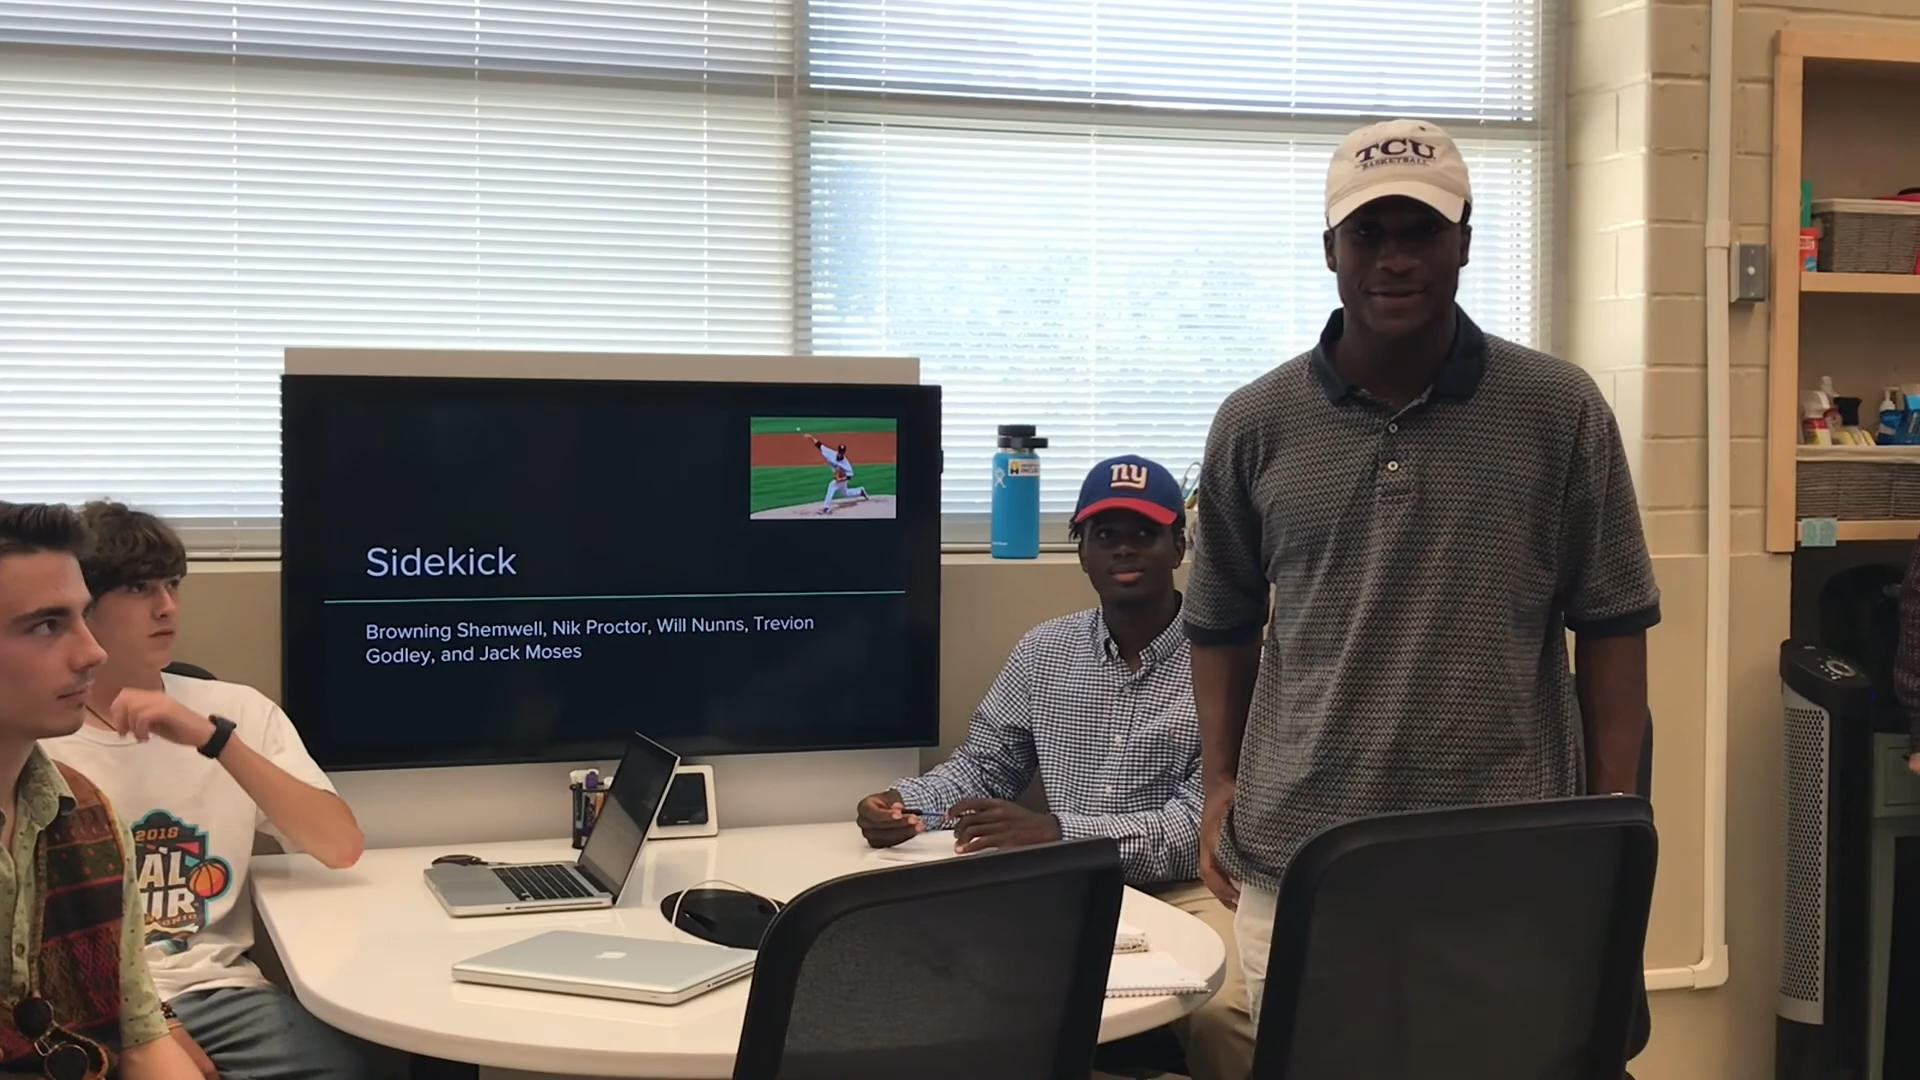 TCU
BASKETBALL
ny
Sidekick
Browning Shemwell, Nik Proctor, Will Nunns, Trevion
Godley, and Jack Moses
2018